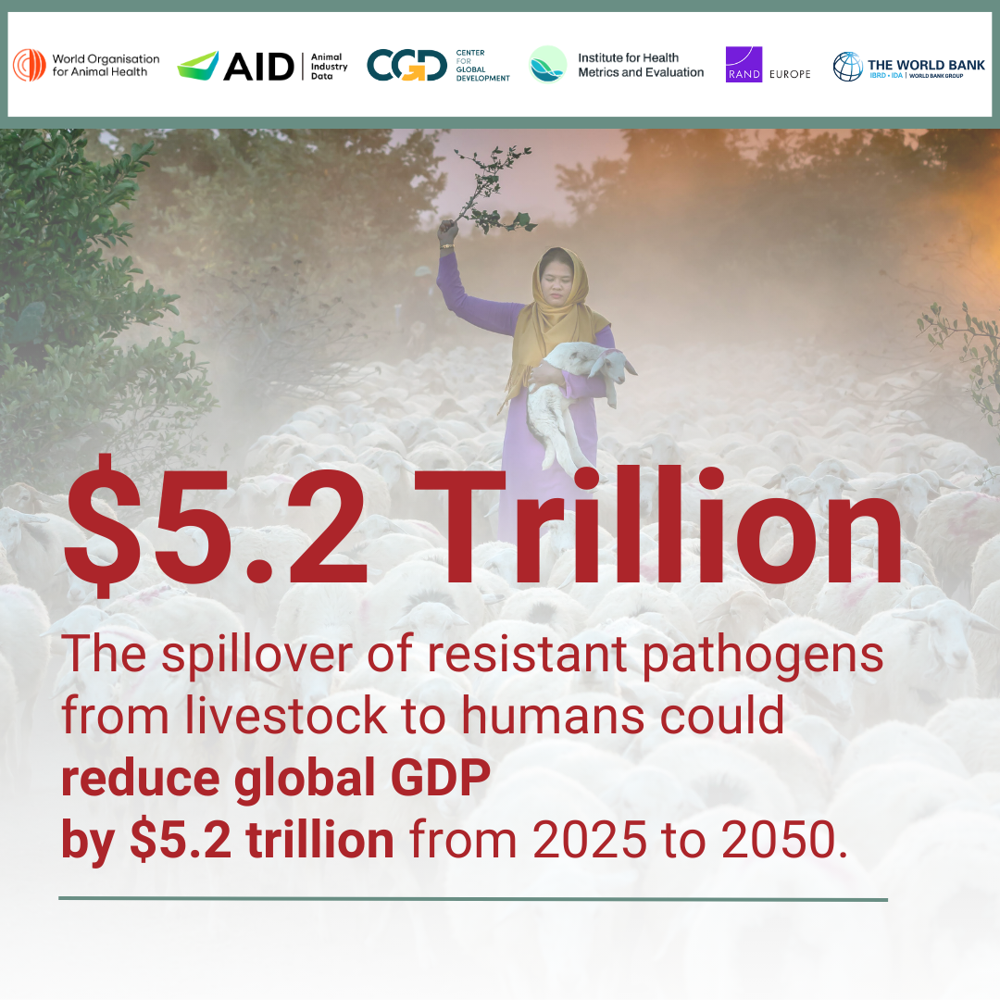 World Organisation
for Animal Health
AID
Animal
Industry
Data
CGD
CENTER
FOR
GLOBAL
DEVELOPMENT
Institute for Health
Metrics and Evaluation
RAND
EUROPE
THE WORLD BANK
IBRD • IDA | WORLD BANK GROUP
$5.2 Trillion
The spillover of resistant pathogens
from livestock to humans could
reduce global GDP
by $5.2 trillion from 2025 to 2050.